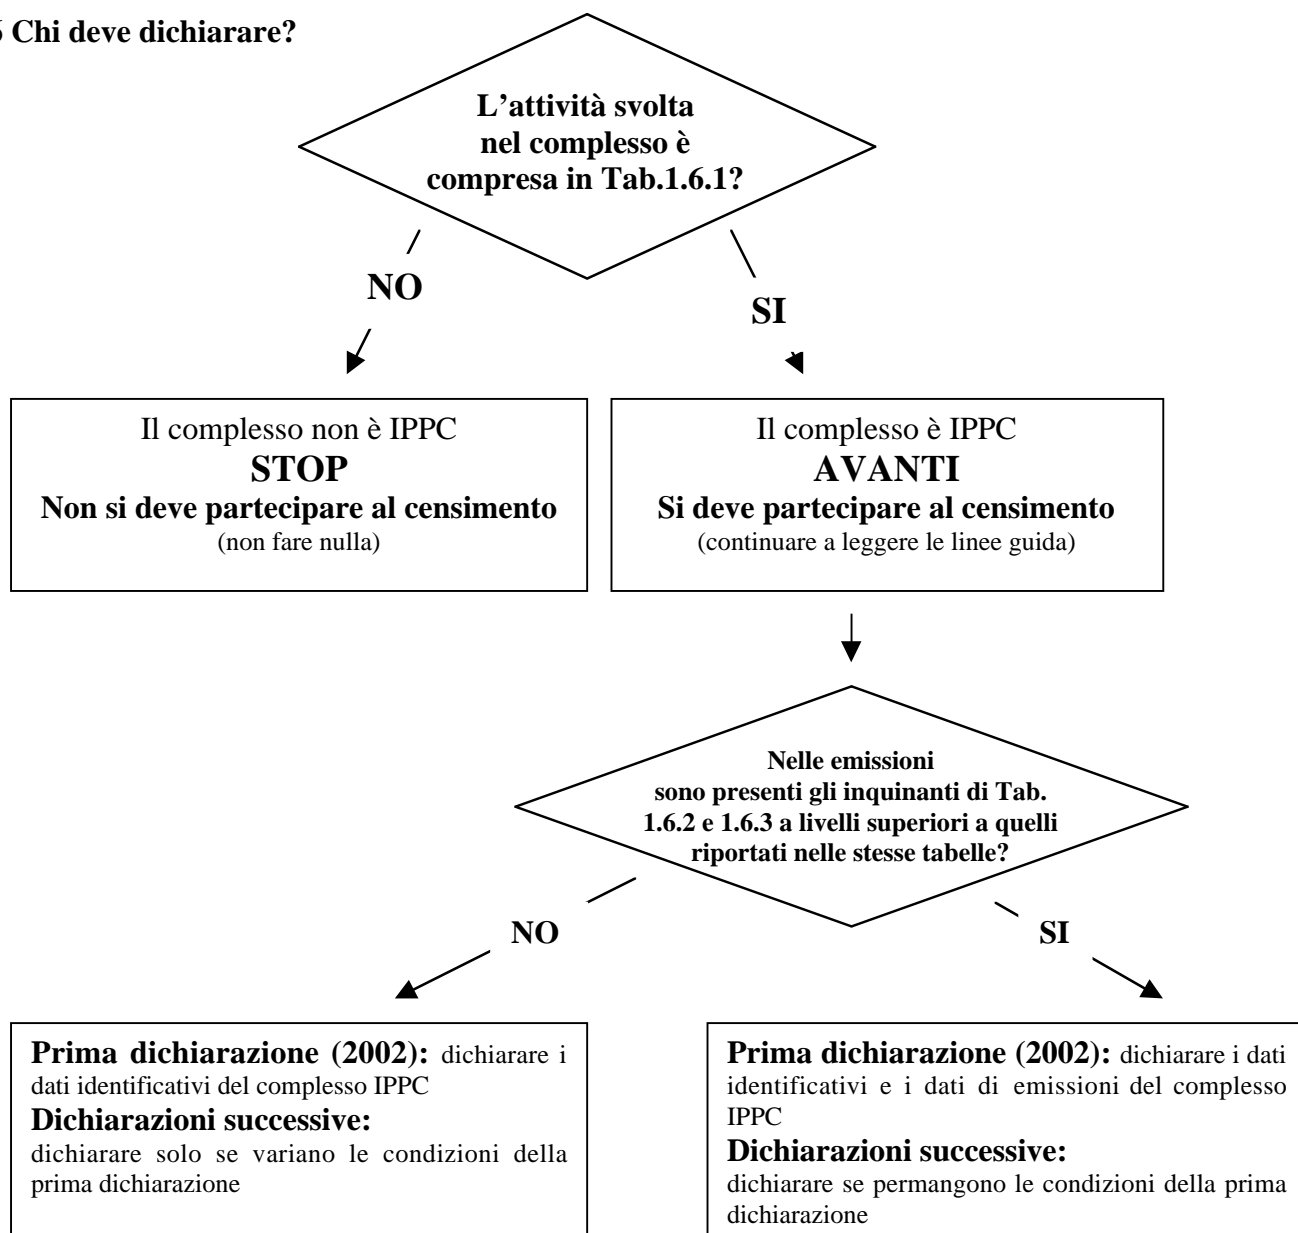 Chi deve dichiarare?
L'attività svolta
nel complesso è
compresa in Tab.1.6.1?
NO
SI
Il complesso non è IPPC
STOP
Non si deve partecipare al censimento
(non fare nulla)
Il complesso è IPPC
AVANTI
Si deve partecipare al censimento
(continuare a leggere le linee guida)
Nelle emissioni
sono presenti gli inquinanti di Tab.
1.6.2 e 1.6.3 a livelli superiori a quelli
riportati nelle stesse tabelle?
NO
SI
Prima dichiarazione (2002): dichiarare i
dati identificativi del complesso IPPC
Dichiarazioni successive:
dichiarare solo se variano le condizioni della
prima dichiarazione
Prima dichiarazione (2002): dichiarare i dati
identificativi e i dati di emissioni del complesso
IPPC
Dichiarazioni successive:
dichiarare se permangono le condizioni della prima
dichiarazione